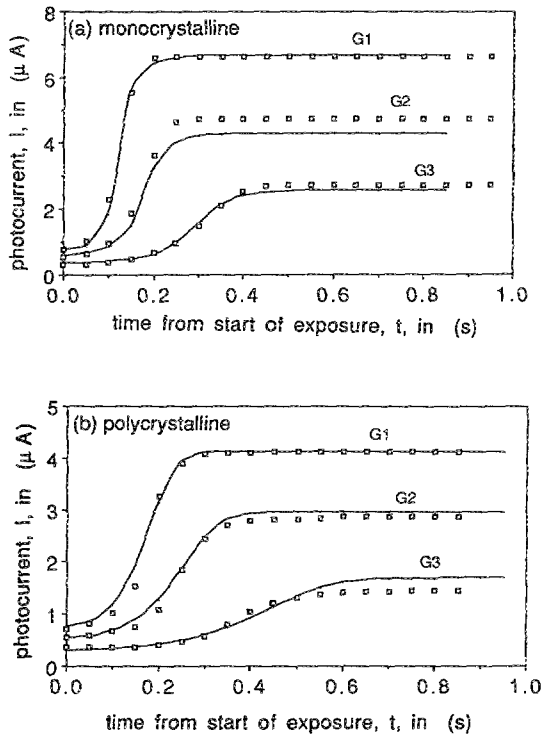 (a) monocrystalline
8
6
4
2
0
G1
G2
G3
photocurrent, I, in (μ A)
0.0 0.2 0.4 0.6 0.8 1.0
time from start of exposure, t, in (s)
(b) polycrystalline
5
4
3
2
1
0
G1
G2
G3
photocurrent, I, in (μ A)
0.0 0.2 0.4 0.6 0.8 1.0
time from start of exposure, t, in (s)